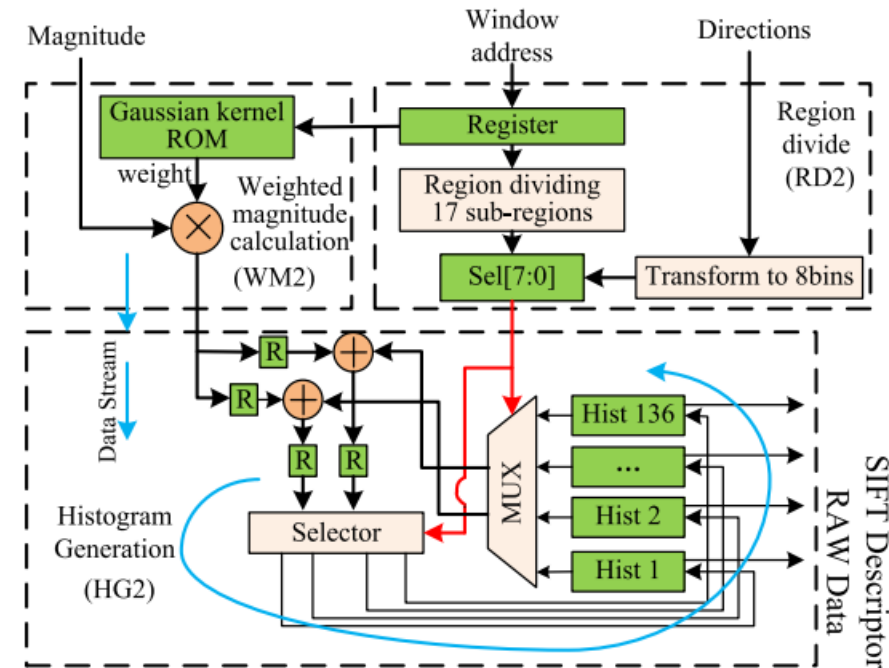 Magnitude
Window
address
Directions
Gaussian kernel
ROM
weight
Weighted
magnitude
calculation
(WM2)
Register
Region dividing
17 sub-regions
Sel[7:0]
Transform to 8bins
Region
divide
(RD2)
Data Stream
R
R
R
R
Selector
MUX
Hist 136
...
Hist 2
Hist 1
Histogram
Generation
(HG2)
SIFT Descriptor
RAW Data